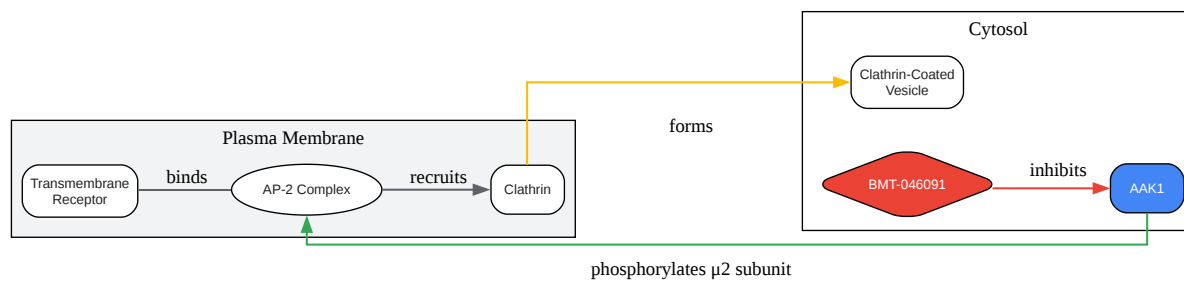 Cytosol
Clathrin-Coated
Vesicle
forms
Plasma Membrane
Transmembrane
Receptor
binds
AP-2 Complex
recruits
Clathrin
BMT-046091
inhibits
AAK1
phosphorylates μ2 subunit